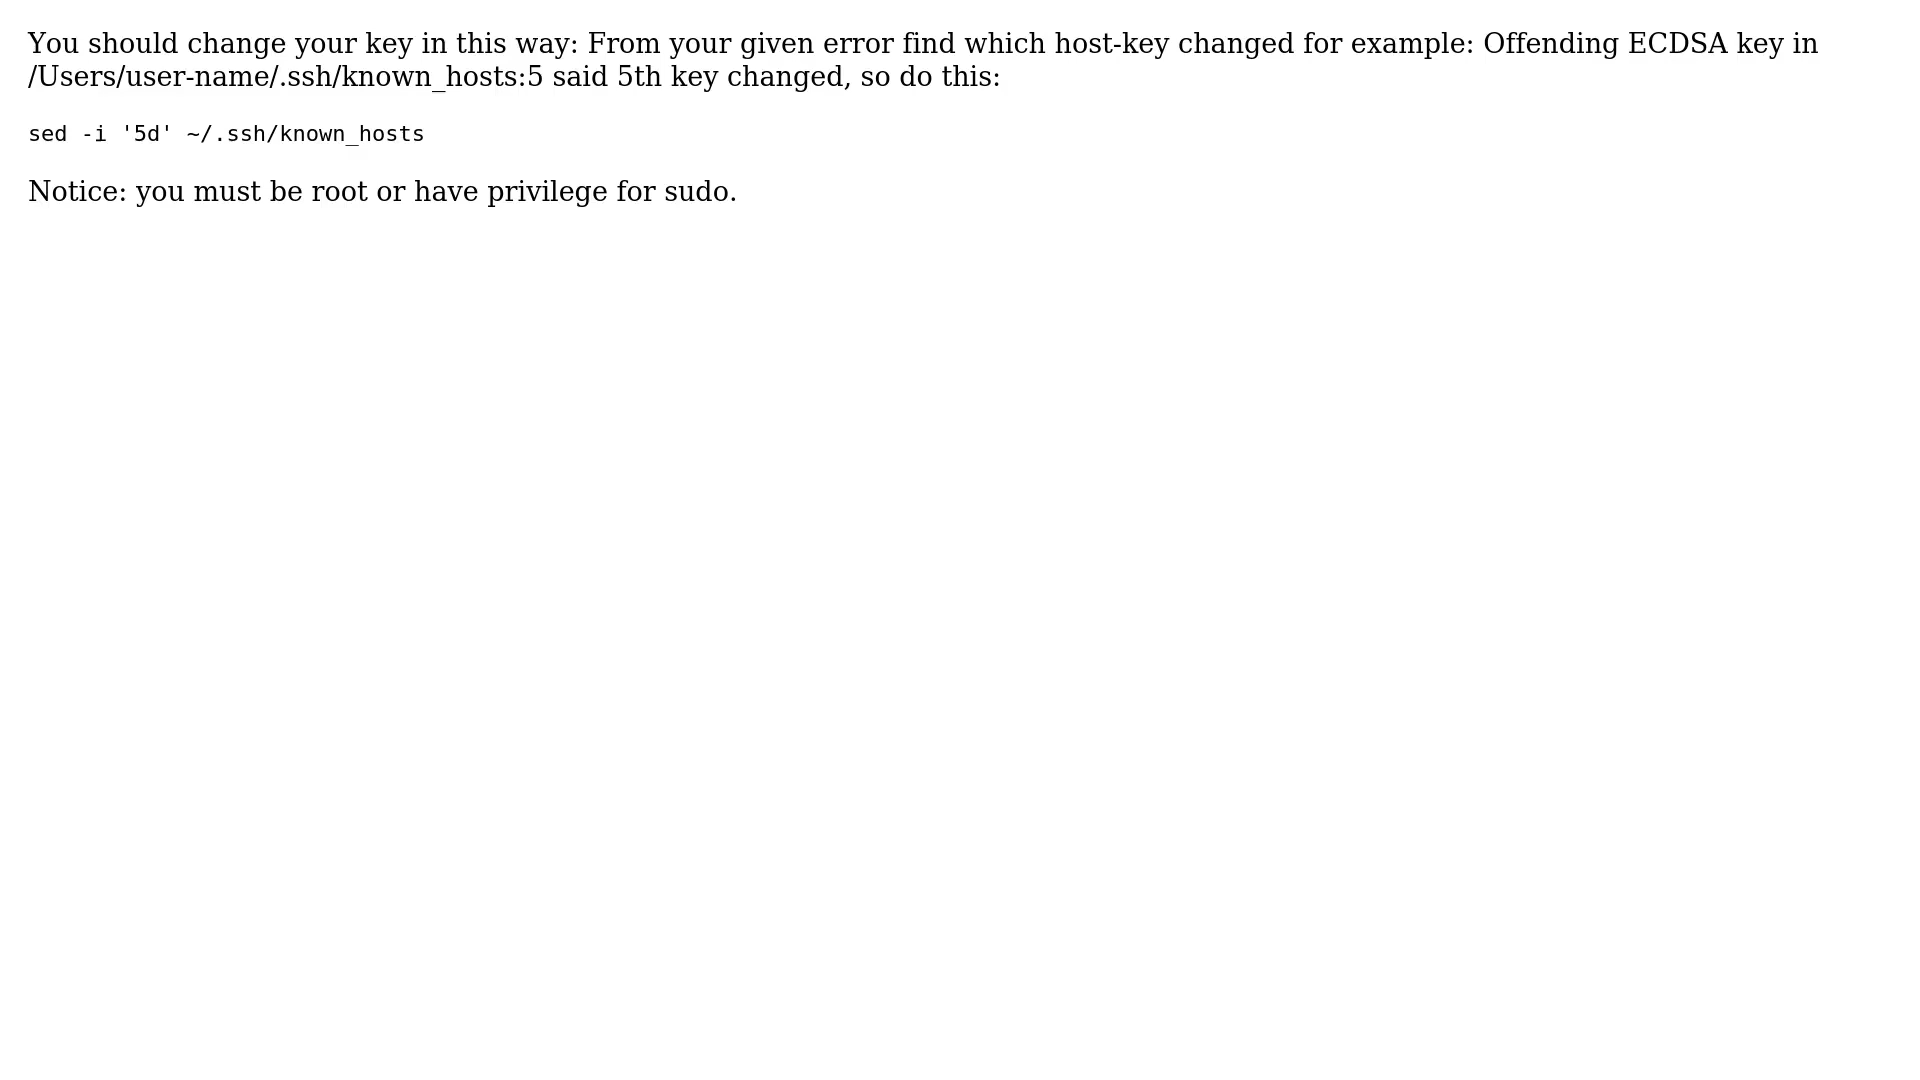 You should change your key in this way: From your given error find which host-key changed for example: Offending ECDSA key in
/Users/user-name/.ssh/known_hosts:5 said 5th key changed, so do this:
sed -i '5d' ~/.ssh/known_hosts
Notice: you must be root or have privilege for sudo.